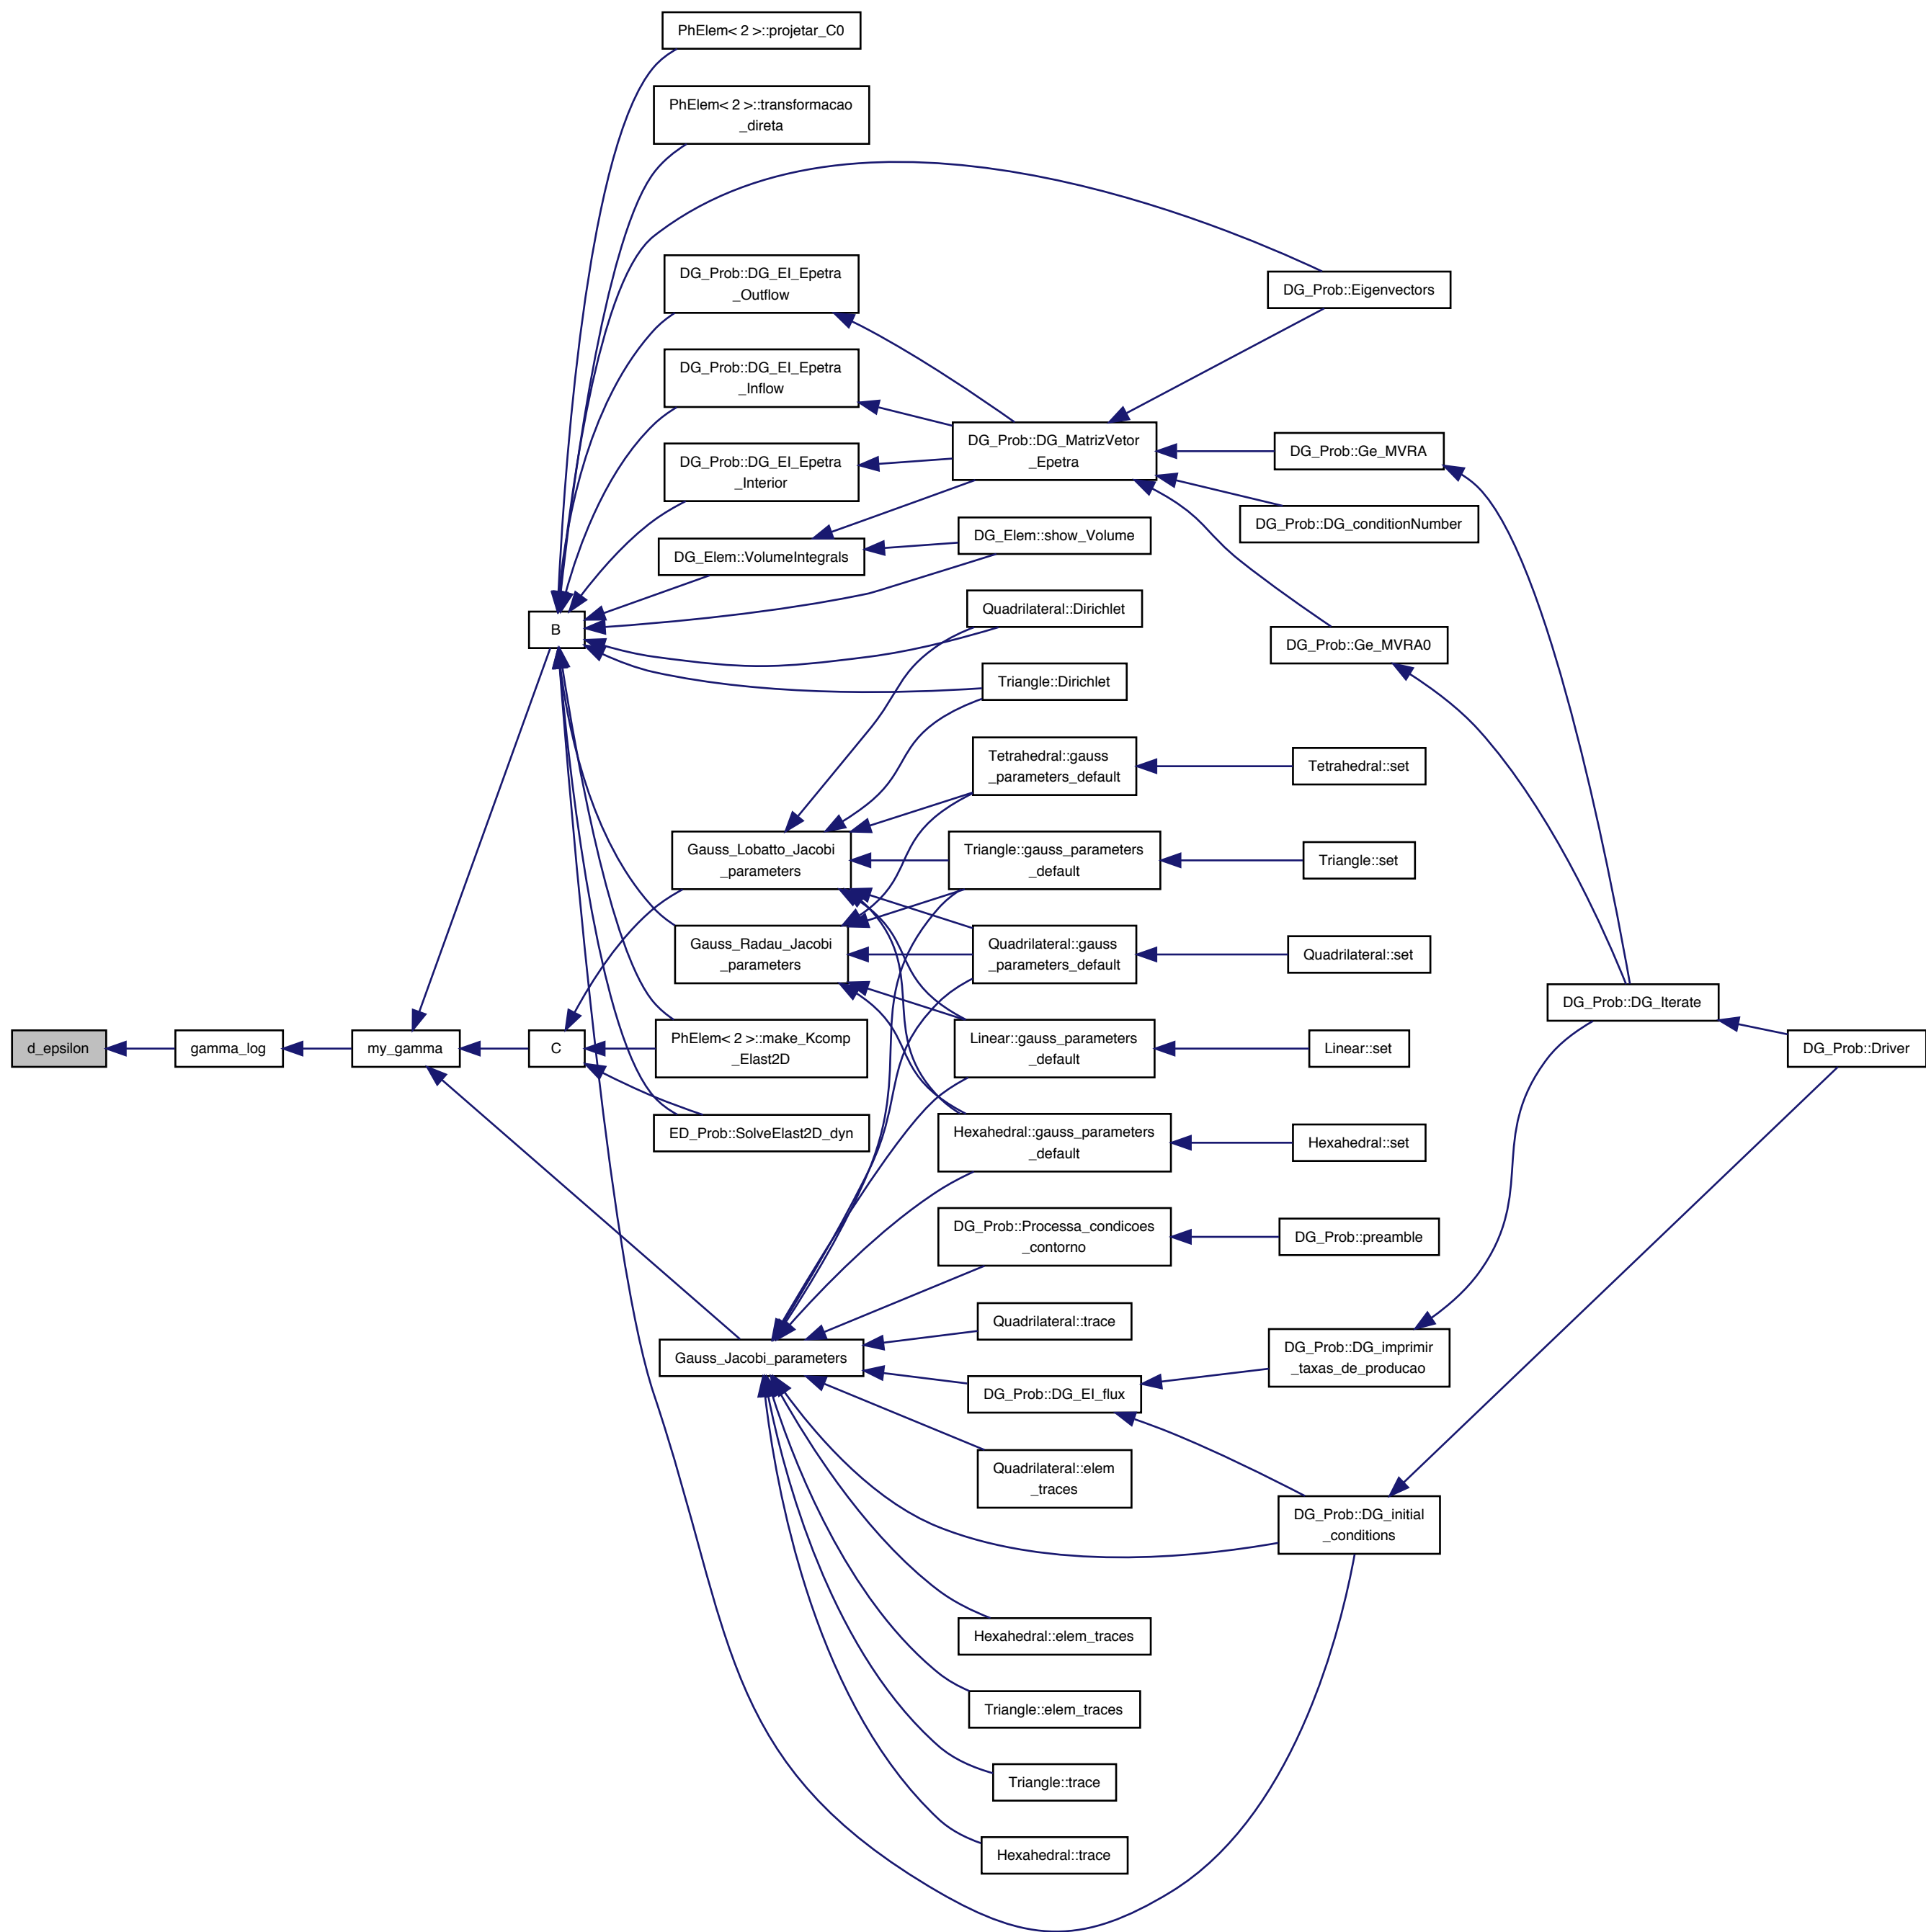 PhElem< 2 >::projetar_C0
PhElem< 2 >::transformacao
_direta
DG_Prob::DG_EI_Epetra
_Outflow
DG_Prob::Eigenvectors
DG_Prob::DG_EI_Epetra
_Inflow
DG_Prob::DG_MatrizVetor
_Epetra
DG_Prob::Ge_MVRA
DG_Prob::DG_EI_Epetra
_Interior
DG_Prob::DG_conditionNumber
DG_Elem::VolumeIntegrals
DG_Elem::show_Volume
B
Quadrilateral::Dirichlet
DG_Prob::Ge_MVRA0
Triangle::Dirichlet
Tetrahedral::gauss
_parameters_default
Tetrahedral::set
Gauss_Lobatto_Jacobi
_parameters
Triangle::gauss_parameters
_default
Triangle::set
Gauss_Radau_Jacobi
_parameters
Quadrilateral::gauss
_parameters_default
Quadrilateral::set
DG_Prob::DG_Iterate
d_epsilon
gamma_log
my_gamma
C
PhElem< 2 >::make_Kcomp
_Elast2D
Linear::gauss_parameters
_default
Linear::set
DG_Prob::Driver
ED_Prob::SolveElast2D_dyn
Hexahedral::gauss_parameters
_default
Hexahedral::set
DG_Prob::Processa_condicoes
_contorno
DG_Prob::preamble
Quadrilateral::trace
Gauss_Jacobi_parameters
DG_Prob::DG_imprimir
_taxas_de_producao
DG_Prob::DG_EI_flux
Quadrilateral::elem
_traces
DG_Prob::DG_initial
_conditions
Hexahedral::elem_traces
Triangle::elem_traces
Triangle::trace
Hexahedral::trace